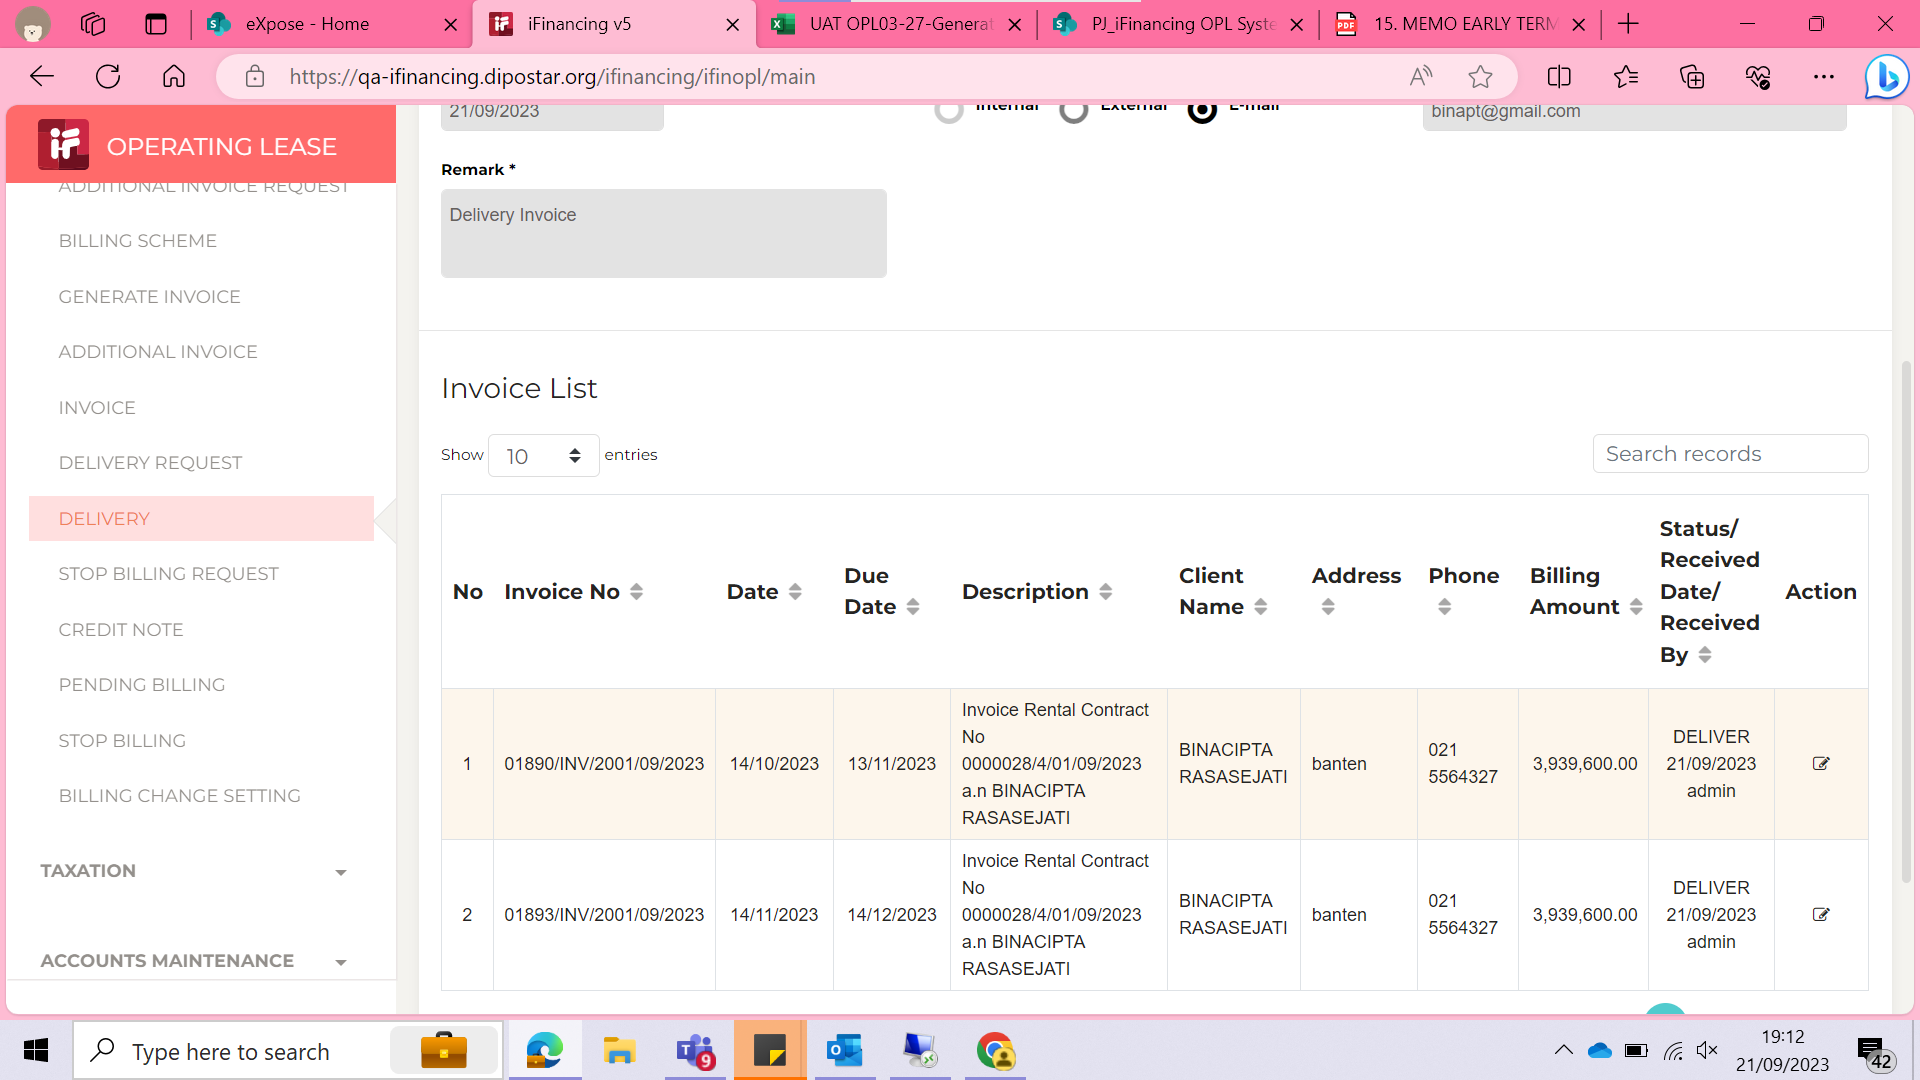 eXpose - Home
iFinancing v5
UAT OPL03-27-Generat
PJ_iFinancing OPL Syste
15. MEMO EARLY TERM
https://qa-ifinancing.dipostar.org/ifinancing/ifinopl/main
OPERATING LEASE
ADDITIONAL INVOICE REQUEST
BILLING SCHEME
GENERATE INVOICE
ADDITIONAL INVOICE
INVOICE
DELIVERY REQUEST
DELIVERY
STOP BILLING REQUEST
CREDIT NOTE
PENDING BILLING
STOP BILLING
BILLING CHANGE SETTING
TAXATION
ACCOUNTS MAINTENANCE
21/09/2023
Internal
External
E-mail
binapt@gmail.com
Remark *
Delivery Invoice
Invoice List
Show 10 entries
Search records
No
Invoice No
Date
Due
Date
Description
Client
Name
Address
Phone
Billing
Amount
Status/
Received
Date/
Received
By
Action
1
01890/INV/2001/09/2023
14/10/2023
13/11/2023
Invoice Rental Contract
No
0000028/4/01/09/2023
a.n BINACIPTA
RASASEJATI
BINACIPTA
RASASEJATI
banten
021
5564327
3,939,600.00
DELIVER
21/09/2023
admin
2
01893/INV/2001/09/2023
14/11/2023
14/12/2023
Invoice Rental Contract
No
0000028/4/01/09/2023
a.n BINACIPTA
RASASEJATI
BINACIPTA
RASASEJATI
banten
021
5564327
3,939,600.00
DELIVER
21/09/2023
admin
Type here to search
9
19:12
21/09/2023
42